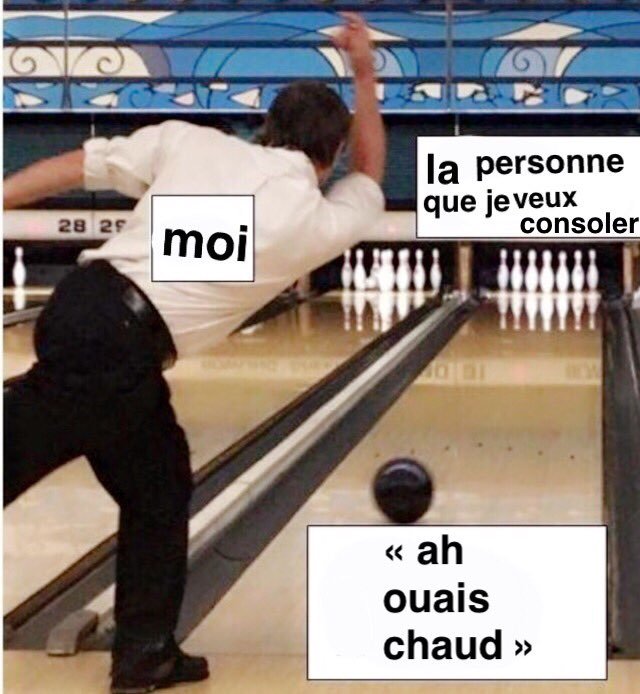 la personne
que je veux
consoler
moi
28 29
« ah
ouais
chaud »